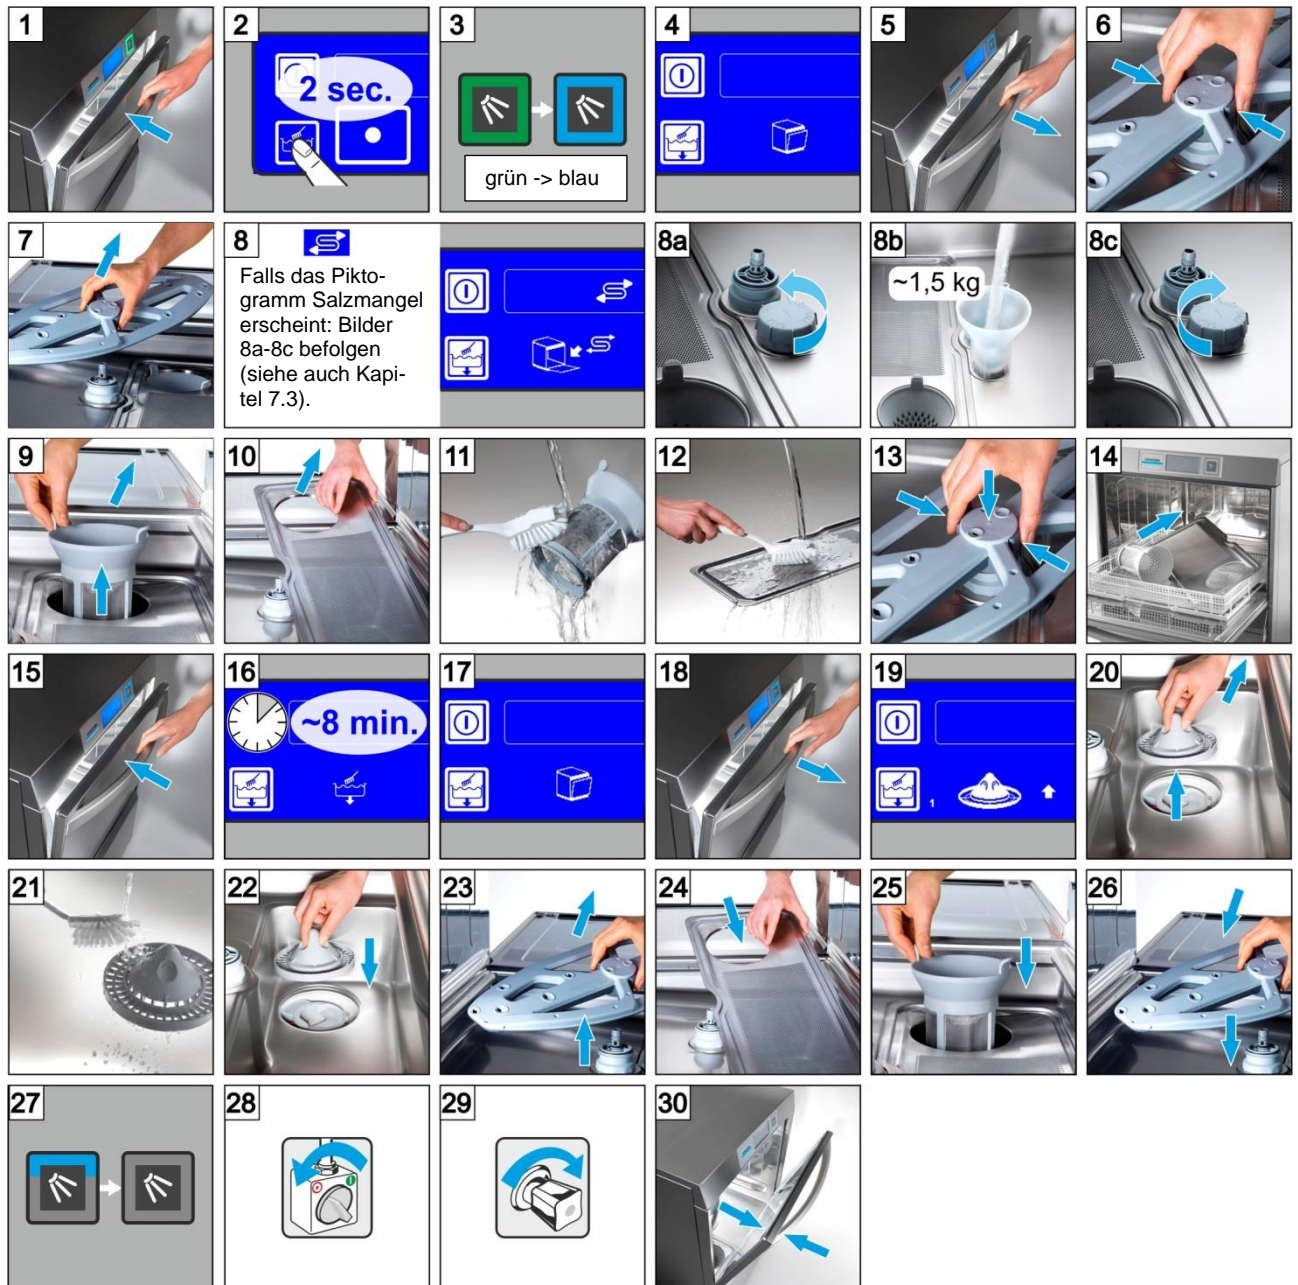 1
2
2 sec.
3
grün -> blau
4
5
6
7
8
Falls das Pikto-
gramm Salzmangel
erscheint: Bilder
8a-8c befolgen
(siehe auch Kapi-
tel 7.3).
8a
8b
~1,5 kg
8c
9
10
11
12
13
14
15
16
~8 min.
17
18
19
1
20
21
22
23
24
25
26
27
28
29
30